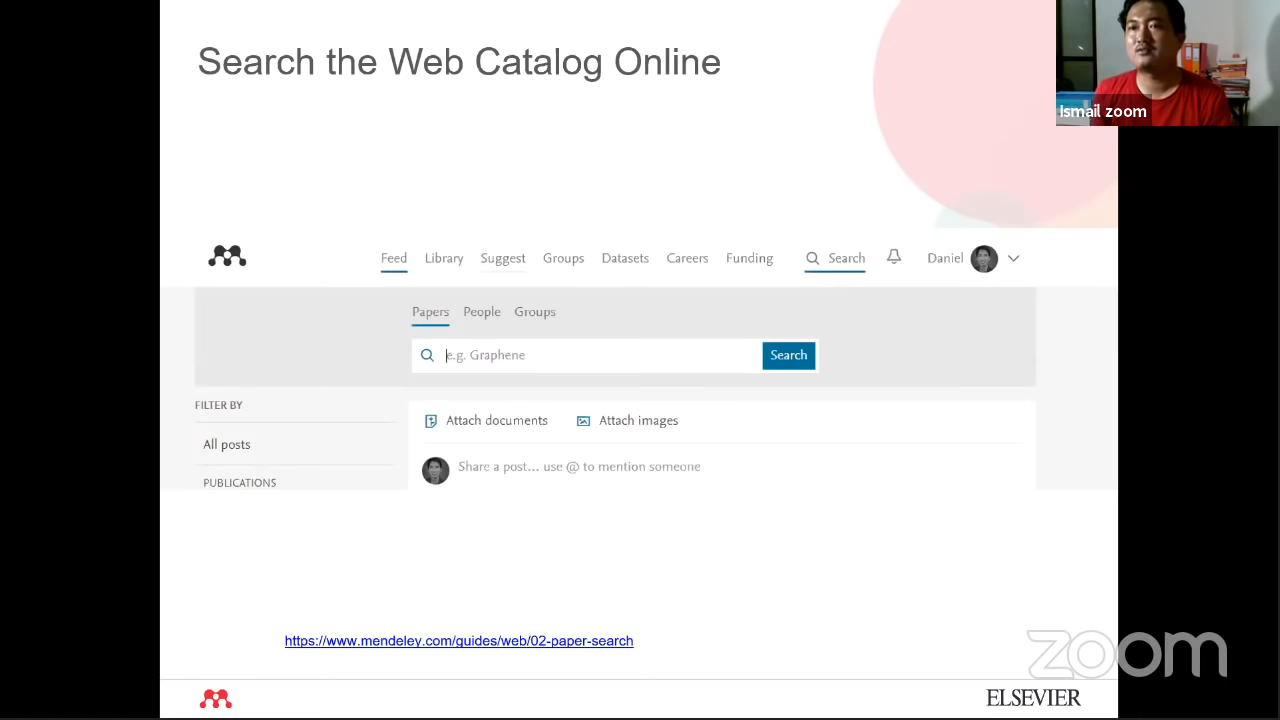 Search the Web Catalog Online
Ismail zoom
Feed Library Suggest Groups Datasets Careers Funding Search Daniel
Papers People Groups
e.g. Graphene Search
FILTER BY
All posts
PUBLICATIONS
Attach documents Attach images
Share a post... use @ to mention someone
https://www.mendeley.com/guides/web/02-paper-search
zoom
ELSEVIER